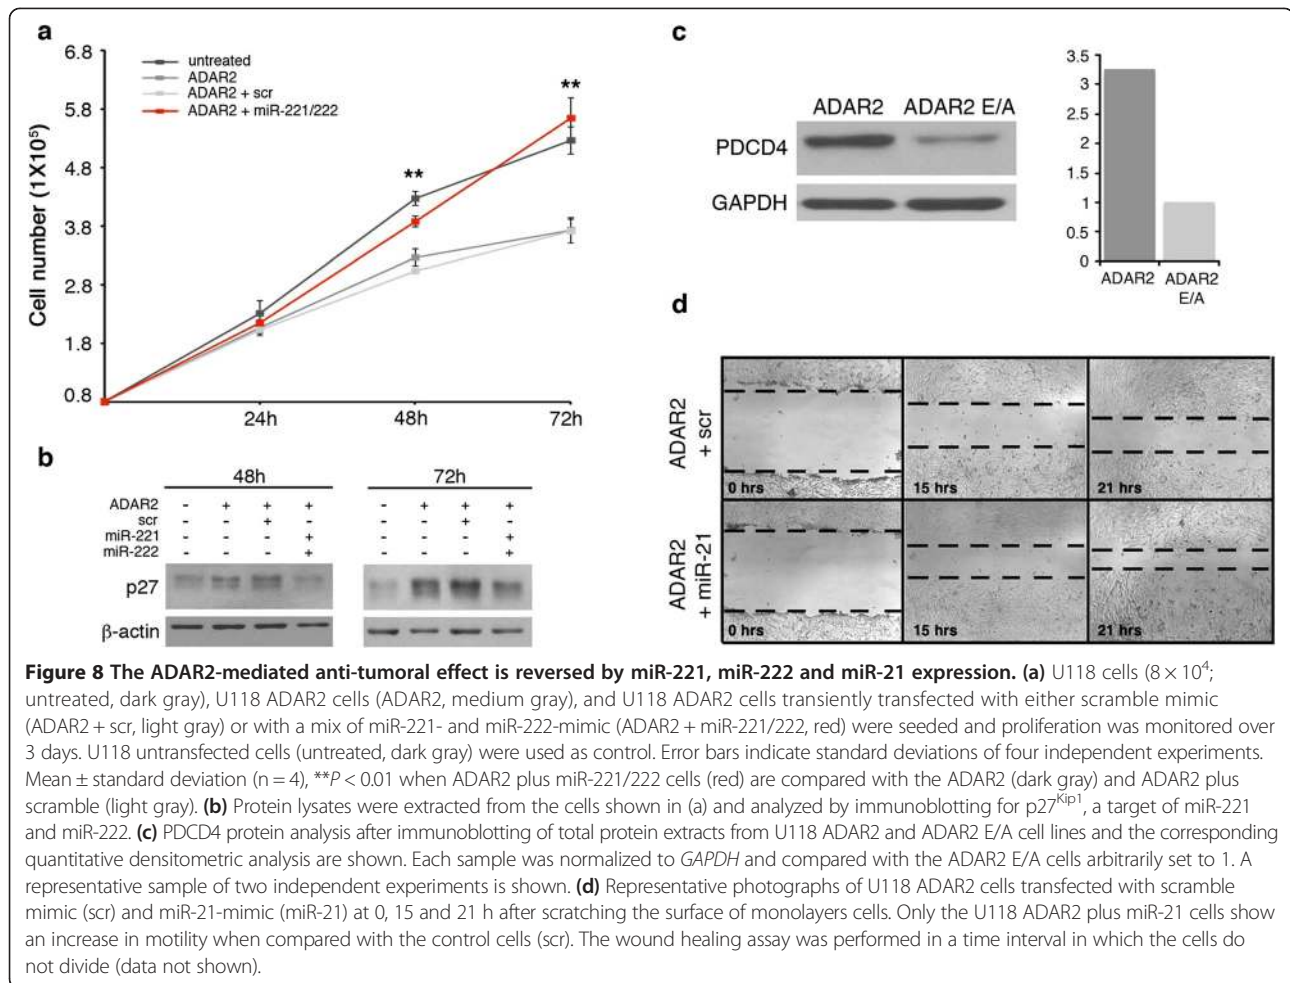 a
6.8
5.8
4.8
3.8
2.8
1.8
0.8
Cell number (1X10⁵)
untreated
ADAR2
ADAR2 + scr
ADAR2 + miR-221/222
**
**
24h
48h
72h
b
48h
72h
ADAR2 - + + + - + + +
scr - - + - - - + -
miR-221 - - - + - - - +
miR-222 - - - + - - - +
p27
β-actin
c
ADAR2 ADAR2 E/A
PDCD4
GAPDH
3.5
3
2.5
2
1.5
1
0.5
0
ADAR2
ADAR2
E/A
d
ADAR2
+ scr
0 hrs
15 hrs
21 hrs
ADAR2
+ miR-21
0 hrs
15 hrs
21 hrs
Figure 8 The ADAR2-mediated anti-tumoral effect is reversed by miR-221, miR-222 and miR-21 expression. (a) U118 cells (8 × 10⁴;
untreated, dark gray), U118 ADAR2 cells (ADAR2, medium gray), and U118 ADAR2 cells transiently transfected with either scramble mimic
(ADAR2 + scr, light gray) or with a mix of miR-221- and miR-222-mimic (ADAR2 + miR-221/222, red) were seeded and proliferation was monitored over
3 days. U118 untransfected cells (untreated, dark gray) were used as control. Error bars indicate standard deviations of four independent experiments.
Mean ± standard deviation (n = 4), **P < 0.01 when ADAR2 plus miR-221/222 cells (red) are compared with the ADAR2 (dark gray) and ADAR2 plus
scramble (light gray). (b) Protein lysates were extracted from the cells shown in (a) and analyzed by immunoblotting for p27ᴷⁱᵖ¹, a target of miR-221
and miR-222. (c) PDCD4 protein analysis after immunoblotting of total protein extracts from U118 ADAR2 and ADAR2 E/A cell lines and the corresponding
quantitative densitometric analysis are shown. Each sample was normalized to GAPDH and compared with the ADAR2 E/A cells arbitrarily set to 1. A
representative sample of two independent experiments is shown. (d) Representative photographs of U118 ADAR2 cells transfected with scramble
mimic (scr) and miR-21-mimic (miR-21) at 0, 15 and 21 h after scratching the surface of monolayers cells. Only the U118 ADAR2 plus miR-21 cells show
an increase in motility when compared with the control cells (scr). The wound healing assay was performed in a time interval in which the cells do
not divide (data not shown).